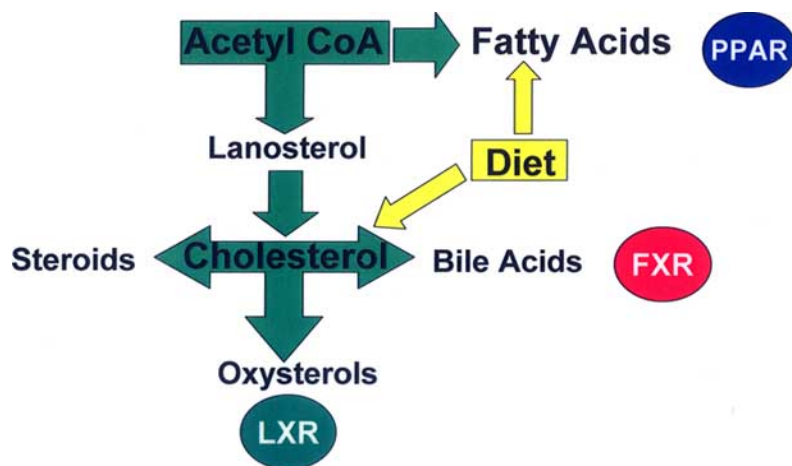 Acetyl CoA
Fatty Acids
PPAR
Lanosterol
Diet
Steroids
Cholesterol
Bile Acids
FXR
Oxysterols
LXR